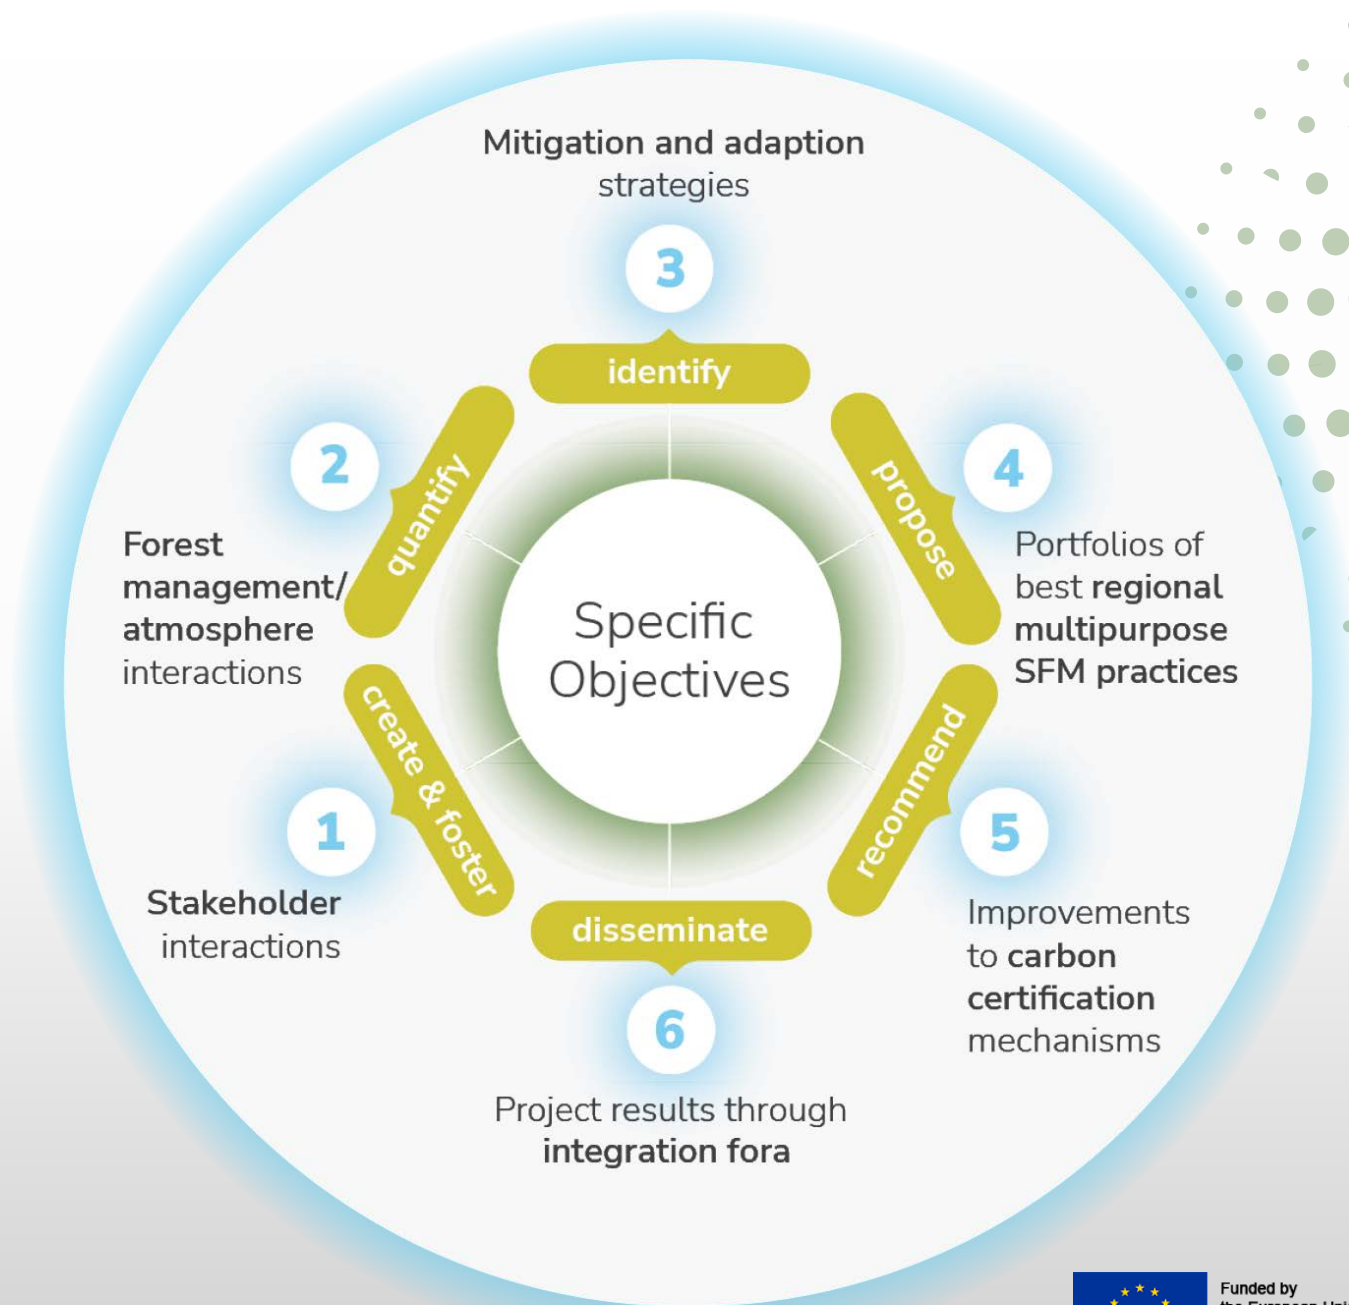 Mitigation and adaption
strategies
3
identify
2
quantify
Forest
management/
atmosphere
interactions
4
propose
Portfolios of
best regional
multipurpose
SFM practices
Specific
Objectives
1
create & foster
Stakeholder
interactions
5
recommend
Improvements
to carbon
certification
mechanisms
disseminate
6
Project results through
integration fora
Funded by